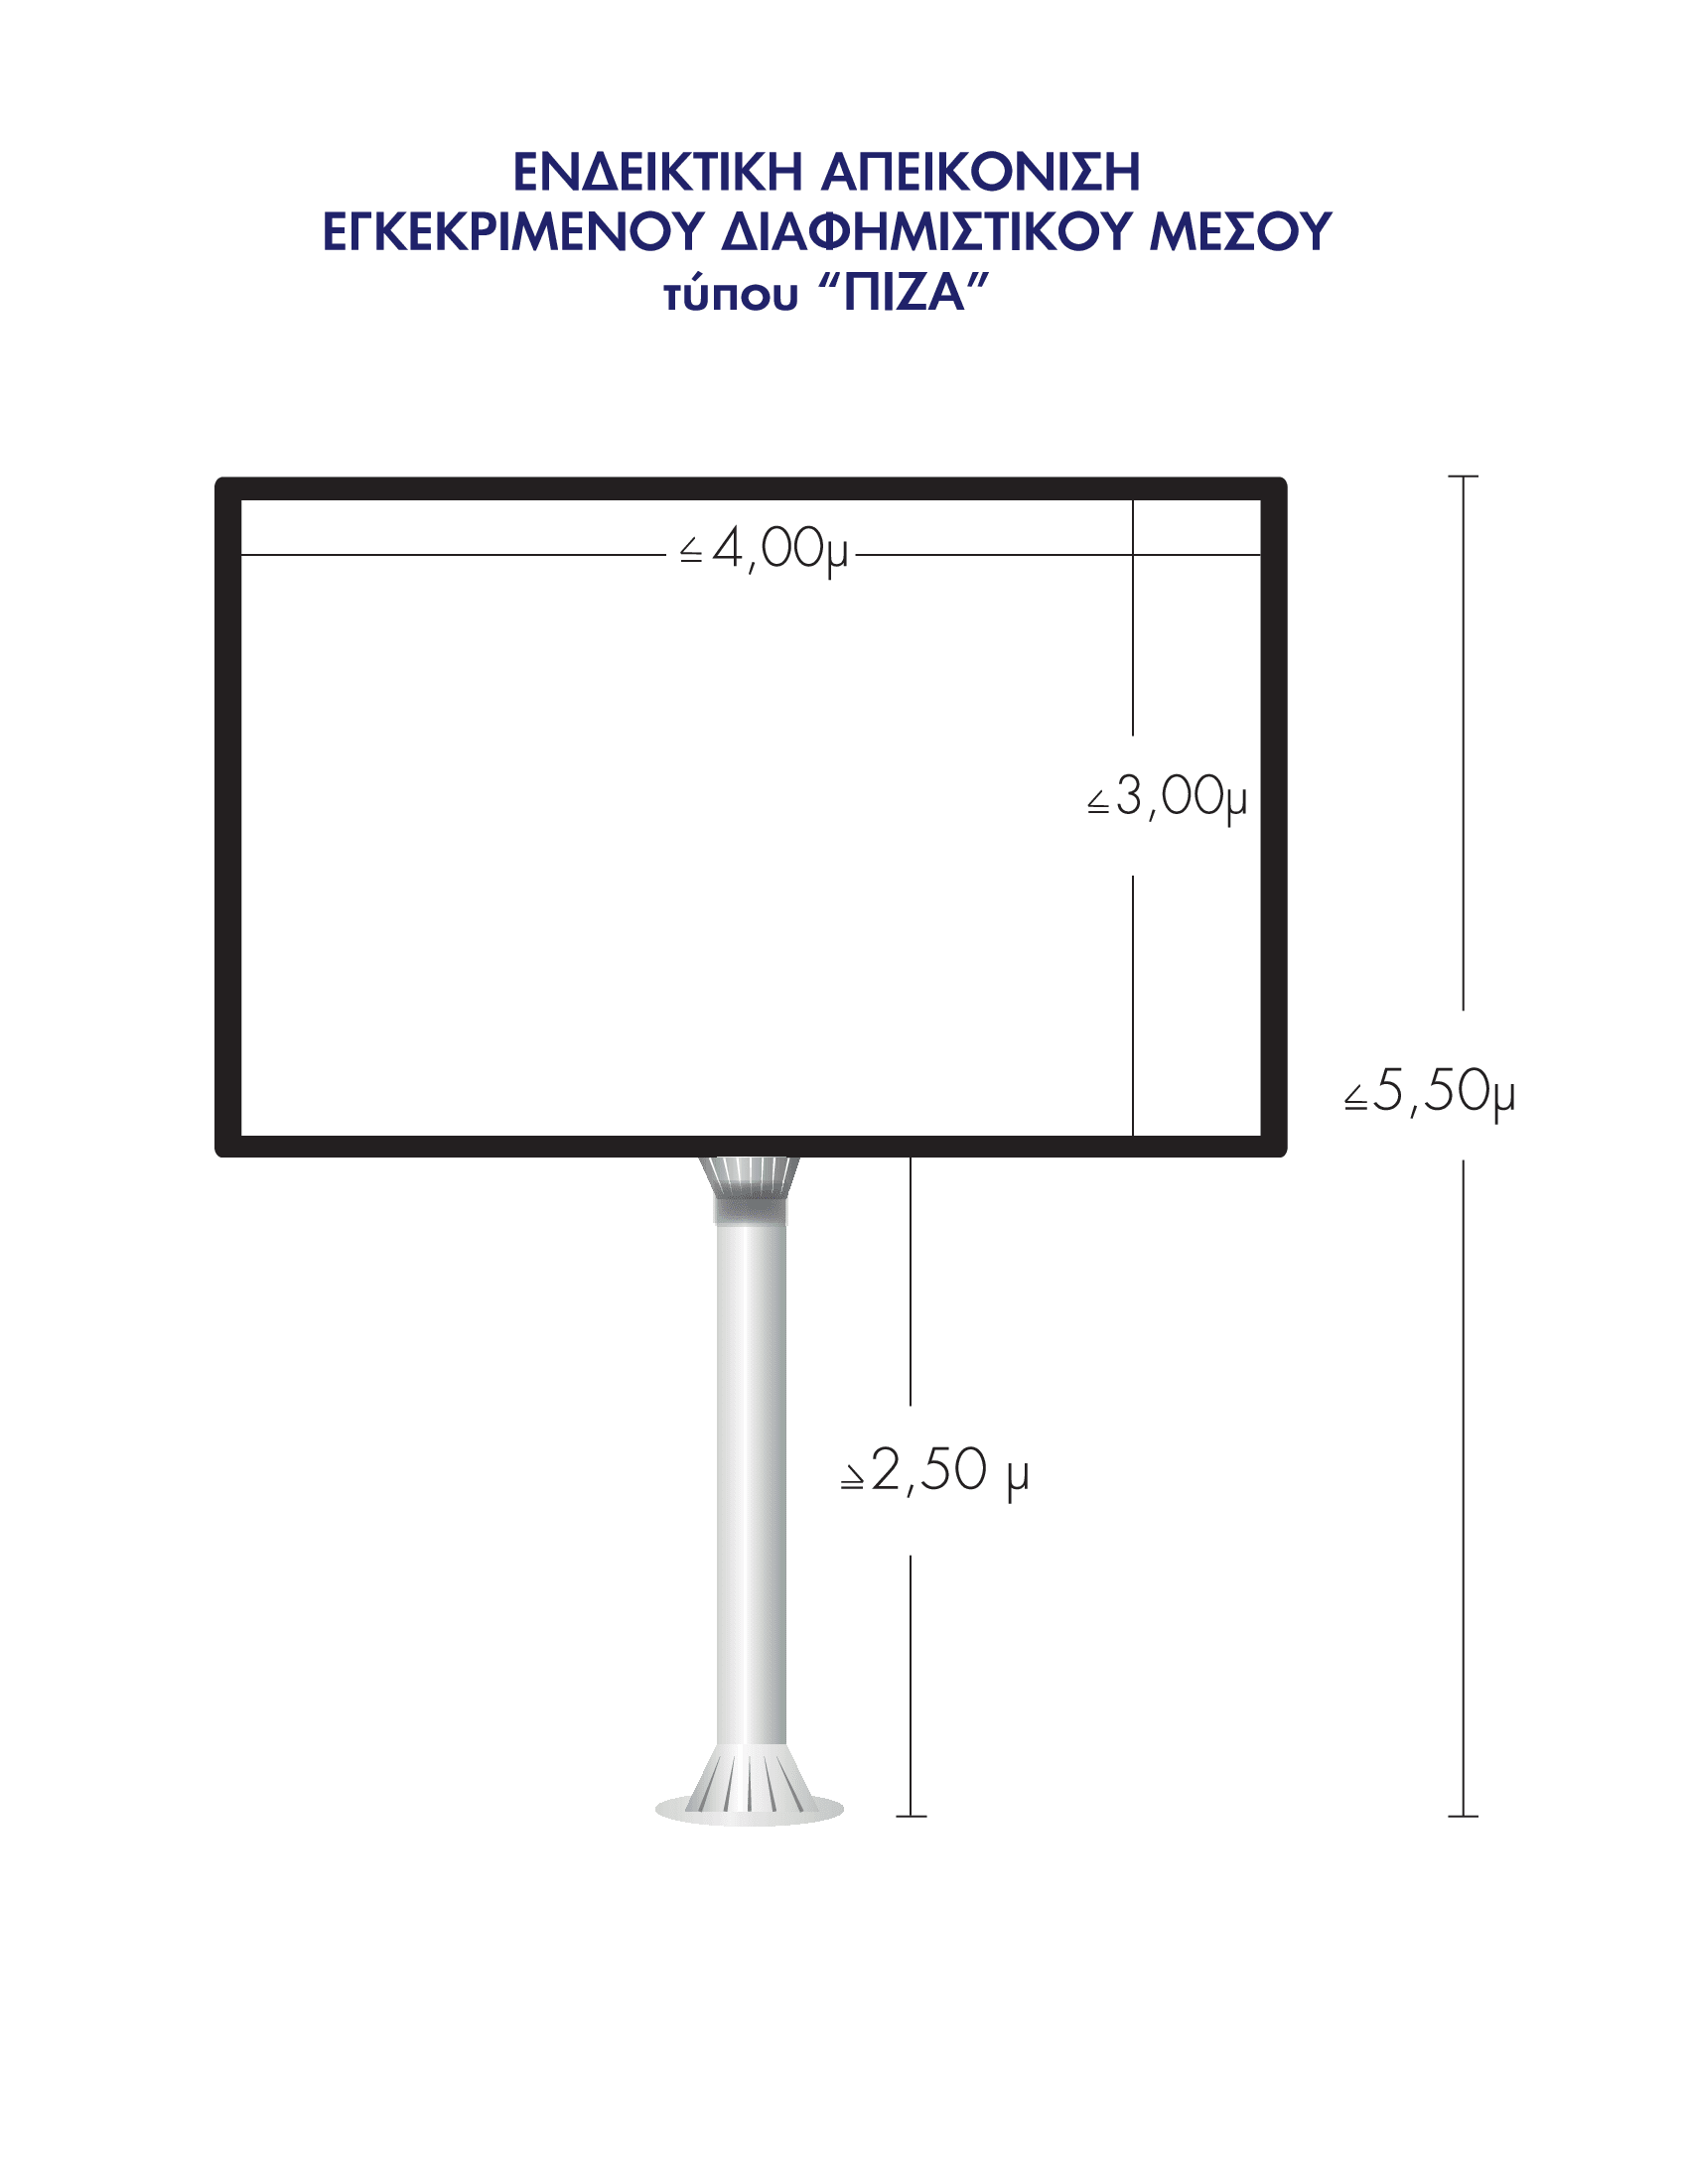 ΕΝΔΕΙΚΤΙΚΗ ΑΠΕΙΚΟΝΙΣΗ
ΕΓΚΕΚΡΙΜΕΝΟΥ ΔΙΑΦΗΜΙΣΤΙΚΟΥ ΜΕΣΟΥ
τύπου “ΠΙΖΑ”
≦4,00μ
≦3,00μ
≦5,50μ
≧2,50 μ